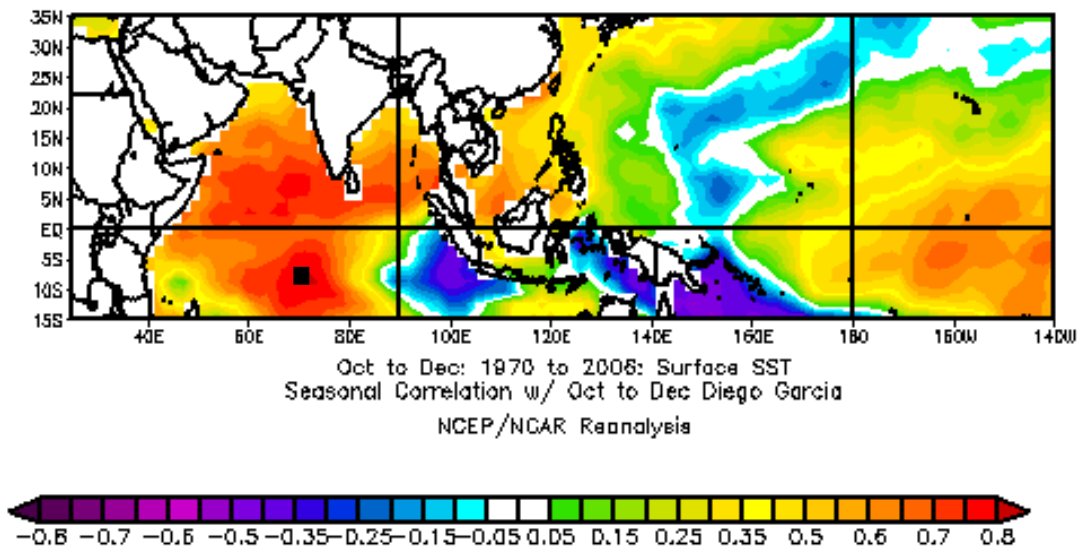 35N
30N
25N
20N
15N
10N
5N
EQ
5S
10S
15S
40E 60E 80E 100E 120E 140E 160E 180 160W 140W
Oct to Dec: 1970 to 2006: Surface SST
Seasonal Correlation w/ Oct to Dec Diego Garcia
NCEP/NCAR Reanalysis
-0.8 -0.7 -0.6 -0.5 -0.35 -0.25 -0.15 -0.05 0.05 0.15 0.25 0.35 0.5 0.6 0.7 0.8